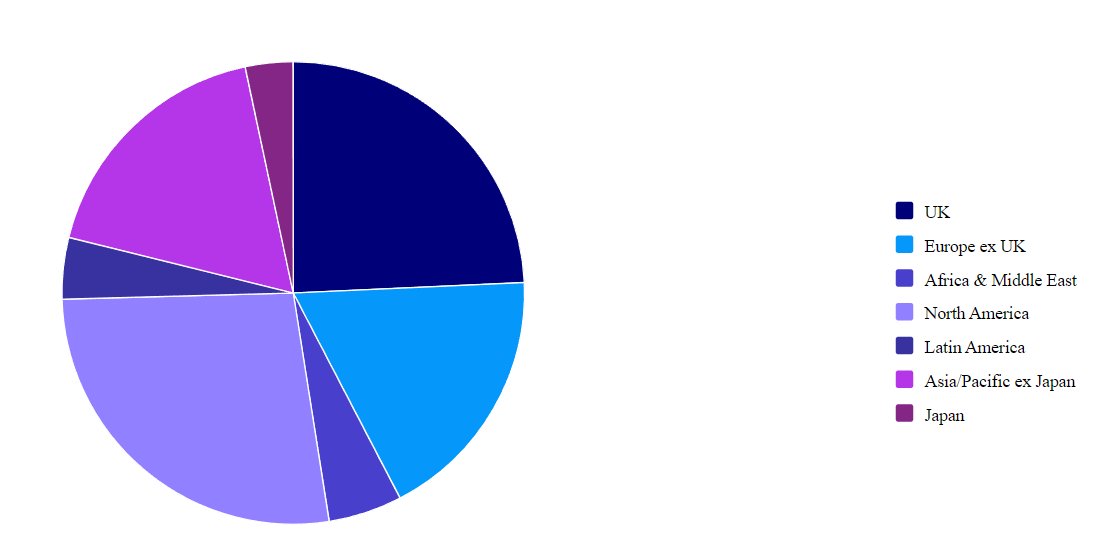 UK
Europe ex UK
Africa & Middle East
North America
Latin America
Asia/Pacific ex Japan
Japan